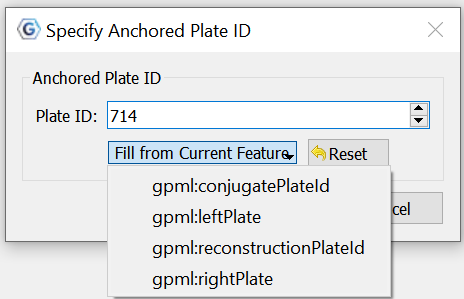 Specify Anchored Plate ID
Anchored Plate ID
Plate ID: 714
Fill from Current Feature Reset
gpml:conjugatePlateId
gpml:leftPlate
cel
gpml:reconstructionPlateId
gpml:rightPlate